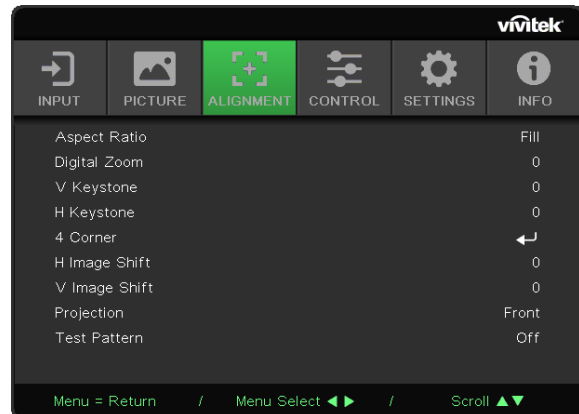 vivitek
INPUT PICTURE ALIGNMENT CONTROL SETTINGS INFO
Aspect Ratio Fill
Digital Zoom 0
V Keystone 0
H Keystone 0
4 Corner
H Image Shift 0
V Image Shift 0
Projection Front
Test Pattern Off
Menu = Return / Menu Select ◀ ▶ / Scroll ▲▼